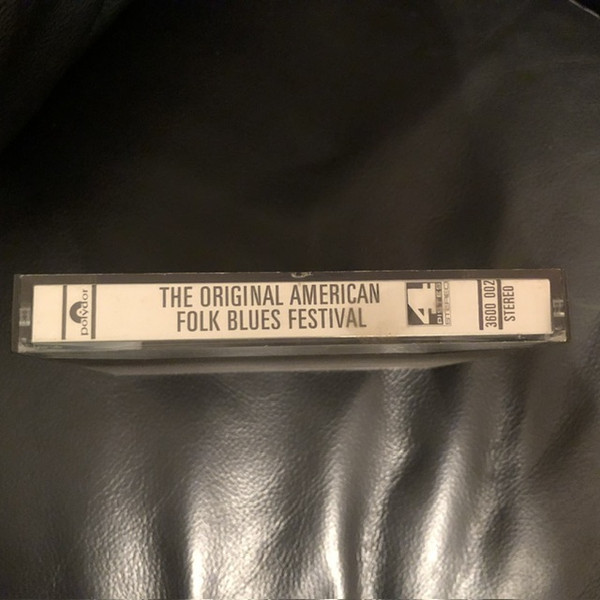 polydor
THE ORIGINAL AMERICAN
FOLK BLUES FESTIVAL
3600 002
STEREO